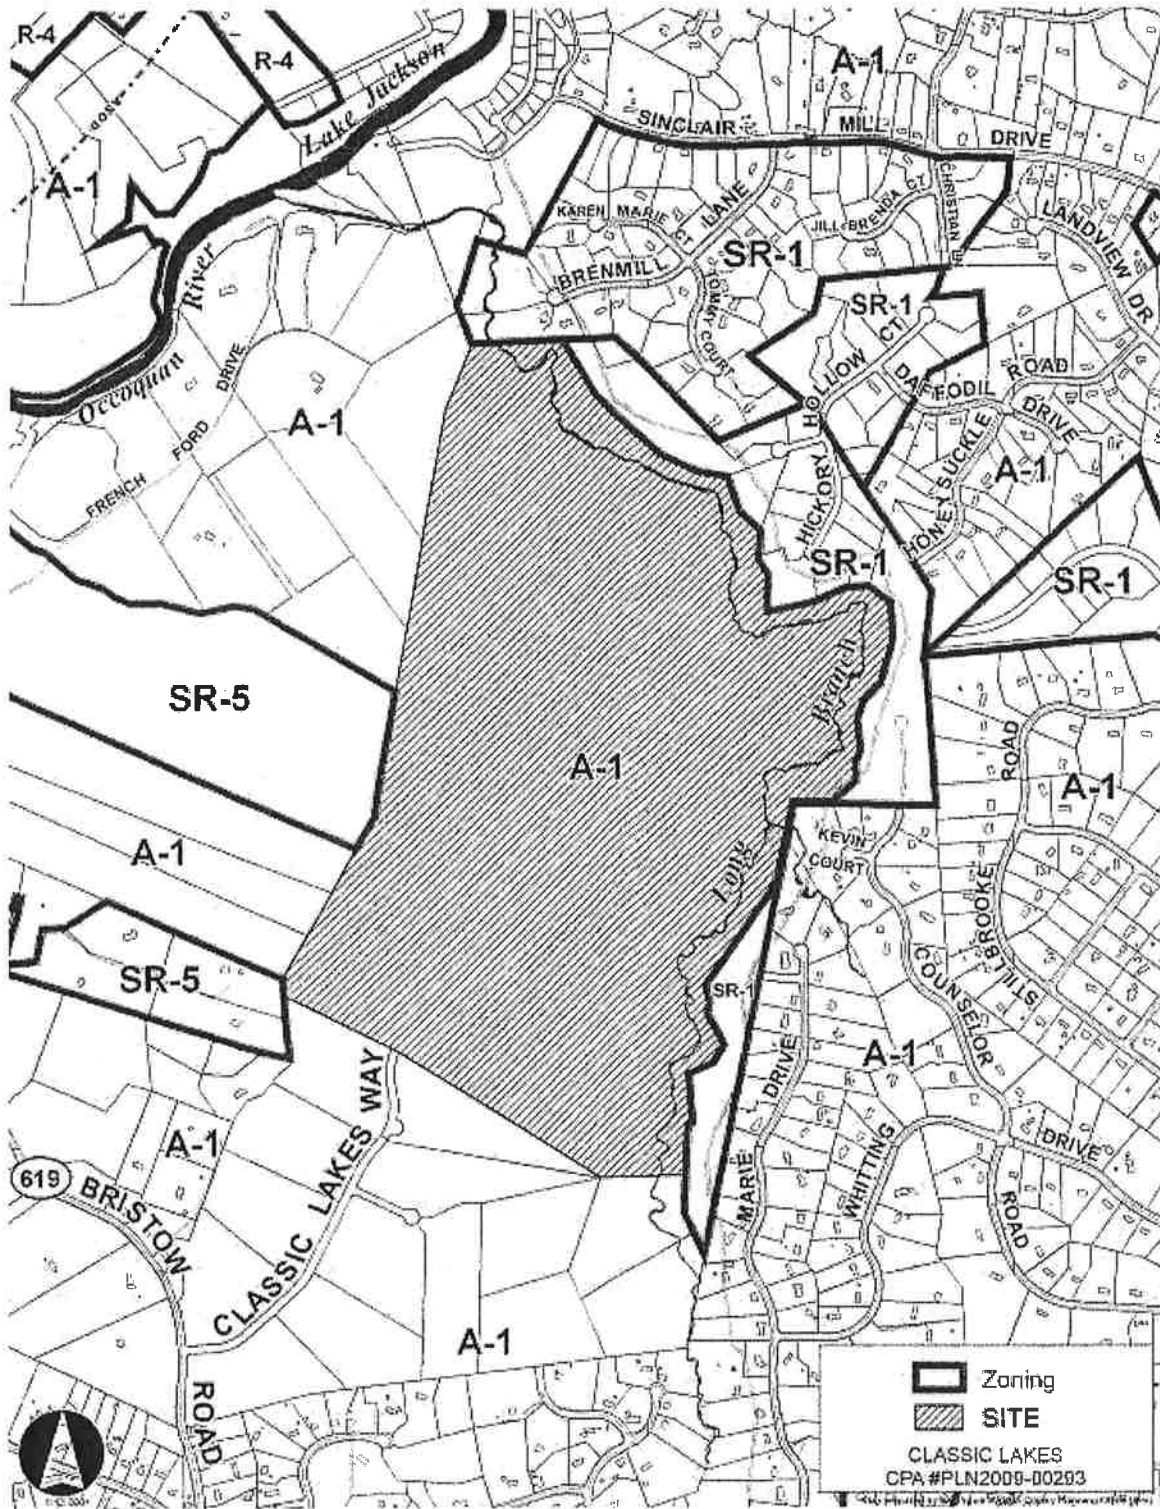 R-4
R-4
A-1
GORY
Lake Jackson
SINCLAIR MILL DRIVE
A-1
KAREN MARIE CT
BRENMILL LANE
JILL BRENDA CT
CHRISTIAN
LANDVIEW DR
SR-1
TOMMY COURT
Occoquan River
SR-1
HOLLOW CT
DAFFODIL ROAD
DRIVE
FRENCH FORD DRIVE
A-1
HICKORY
HONEY SUCKLE
A-1
SR-1
SR-1
SR-5
Long Branch
A-1
ROAD
A-1
A-1
KEVIN COURT
STILLBROOKE
COUNSELOR
SR-5
SR-1
A-1
DRIVE
MARIE
WHITTING
DRIVE
ROAD
CLASSIC LAKES WAY
A-1
619
BRISTOW
ROAD
A-1
Zoning
SITE
CLASSIC LAKES
CPA #PLN2009-00293